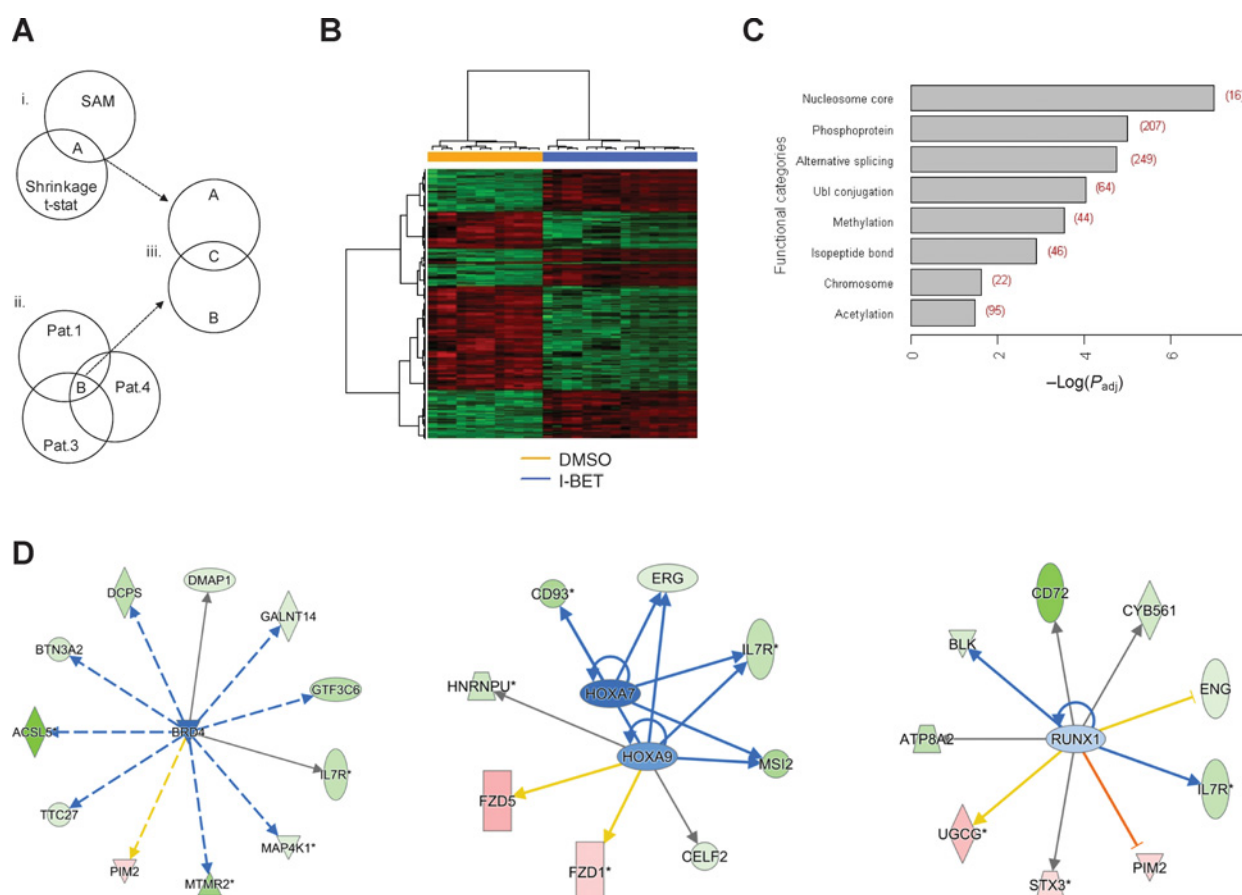 A
i.
SAM
A
Shrinkage
t-stat
A
iii.
C
B
ii.
Pat.1
B
Pat.4
Pat.3
B
DMSO
I-BET
C
Functional categories
Nucleosome core
(16)
Phosphoprotein
(207)
Alternative splicing
(249)
Ubl conjugation
(64)
Methylation
(44)
Isopeptide bond
(46)
Chromosome
(22)
Acetylation
(95)
0 2 4 6
–Log(Padj)
D
DMAP1
DCPS
GALNT14
BTN3A2
GTF3C6
ACSL5
BRD4
IL7R*
TTC27
MAP4K1*
PIM2
MTMR2*
ERG
CD93*
IL7R*
HNRNPU*
HOXA7
HOXA9
MSI2
FZD5
FZD1*
CELF2
CD72
CYB561
BLK
ENG
ATP8A2
RUNX1
IL7R*
UGCG*
STX3*
PIM2